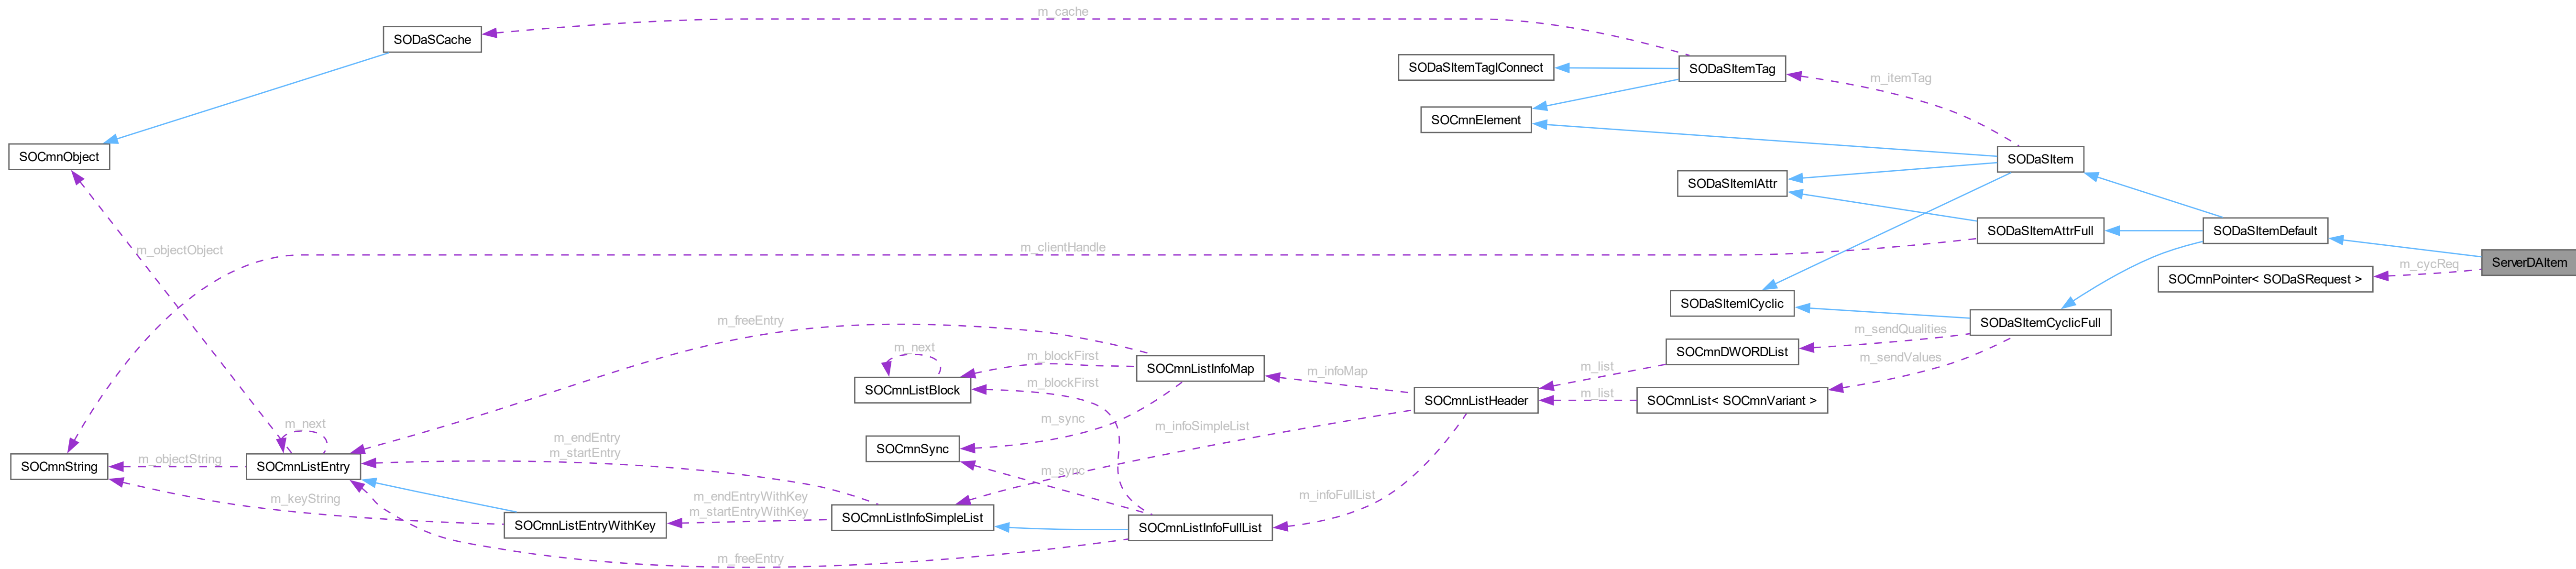 m_cache
SODaSCache
SODaSItemTagIConnect
SODaSItemTag
m_itemTag
SOCmnElement
SOCmnObject
SODaSItem
SODaSItemIAttr
m_objectObject
m_clientHandle
SODaSItemAttrFull
SODaSItemDefault
ServerDAItem
m_cycReq
SOCmnPointer< SODaSRequest >
SODaSItemICyclic
SODaSItemCyclicFull
m_freeEntry
m_sendQualities
m_next
m_blockFirst
SOCmnListInfoMap
m_infoMap
m_list
SOCmnDWORDList
m_sendValues
SOCmnListBlock
m_blockFirst
SOCmnListHeader
m_list
SOCmnList< SOCmnVariant >
m_next
m_sync
m_infoSimpleList
m_endEntry
m_startEntry
SOCmnSync
SOCmnString
m_objectString
SOCmnListEntry
m_sync
m_keyString
m_endEntryWithKey
m_startEntryWithKey
m_infoFullList
SOCmnListEntryWithKey
SOCmnListInfoSimpleList
SOCmnListInfoFullList
m_freeEntry